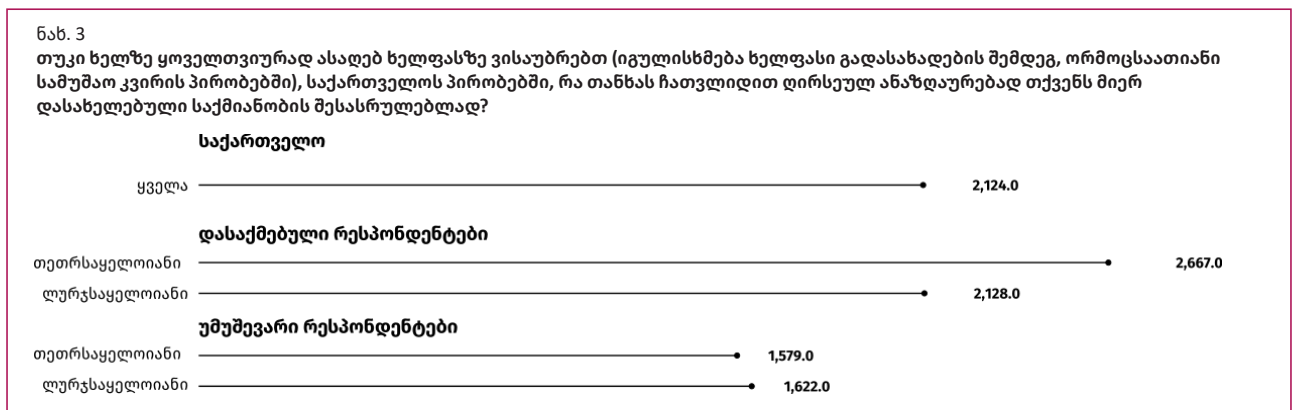 ნახ. 3
თუკი ხელზე ყოველთვიურად ასაღებ ხელფასზე ვისაუბრებთ (იგულისხმება ხელფასი გადასახადების შემდეგ, ორმოცსაათიანი
სამუშაო კვირის პირობებში), საქართველოს პირობებში, რა თანხას ჩათვლიდით ღირსეულ ანაზღაურებად თქვენს მიერ
დასახელებული საქმიანობის შესასრულებლად?
საქართველო
ყველა 2,124.0
დასაქმებული რესპონდენტები
თეთრსაყელოიანი 2,667.0
ლურჯსაყელოიანი 2,128.0
უმუშევარი რესპონდენტები
თეთრსაყელოიანი 1,579.0
ლურჯსაყელოიანი 1,622.0